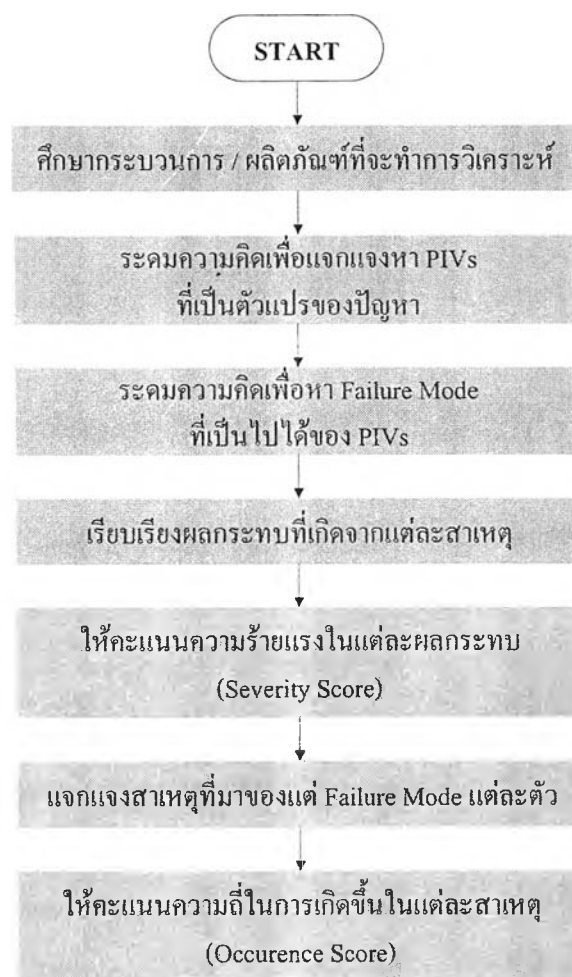 START
ศึกษากระบวนการ / ผลิตภัณฑ์ที่จะทำการวิเคราะห์
ระดมความคิดเพื่อแจกแจงหา PIVs
ที่เป็นตัวแปรของปัญหา
ระดมความคิดเพื่อหา Failure Mode
ที่เป็นไปได้ของ PIVs
เรียบเรียงผลกระทบที่เกิดจากแต่ละสาเหตุ
ให้คะแนนความร้ายแรงในแต่ละผลกระทบ
(Severity Score)
แจกแจงสาเหตุที่มาของแต่ Failure Mode แต่ละตัว
ให้คะแนนความถี่ในการเกิดขึ้นในแต่ละสาเหตุ
(Occurence Score)